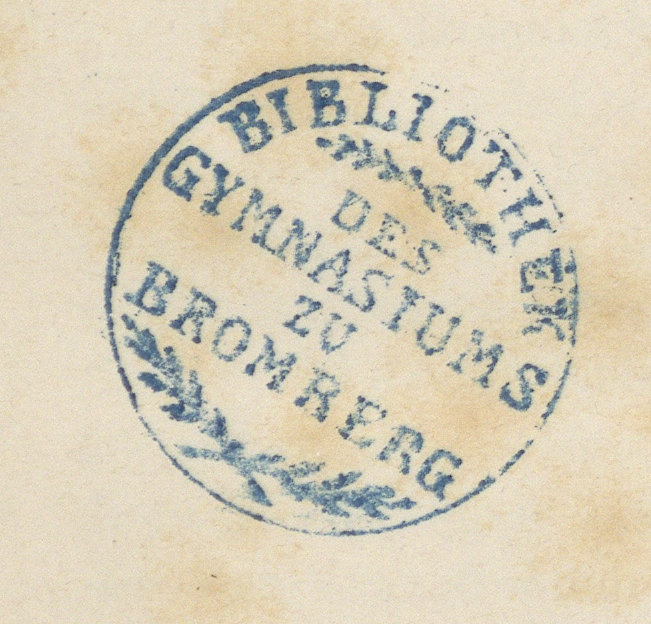 BIBLIOTHEK
DES
GYMNASIUMS
ZU
BROMBERG